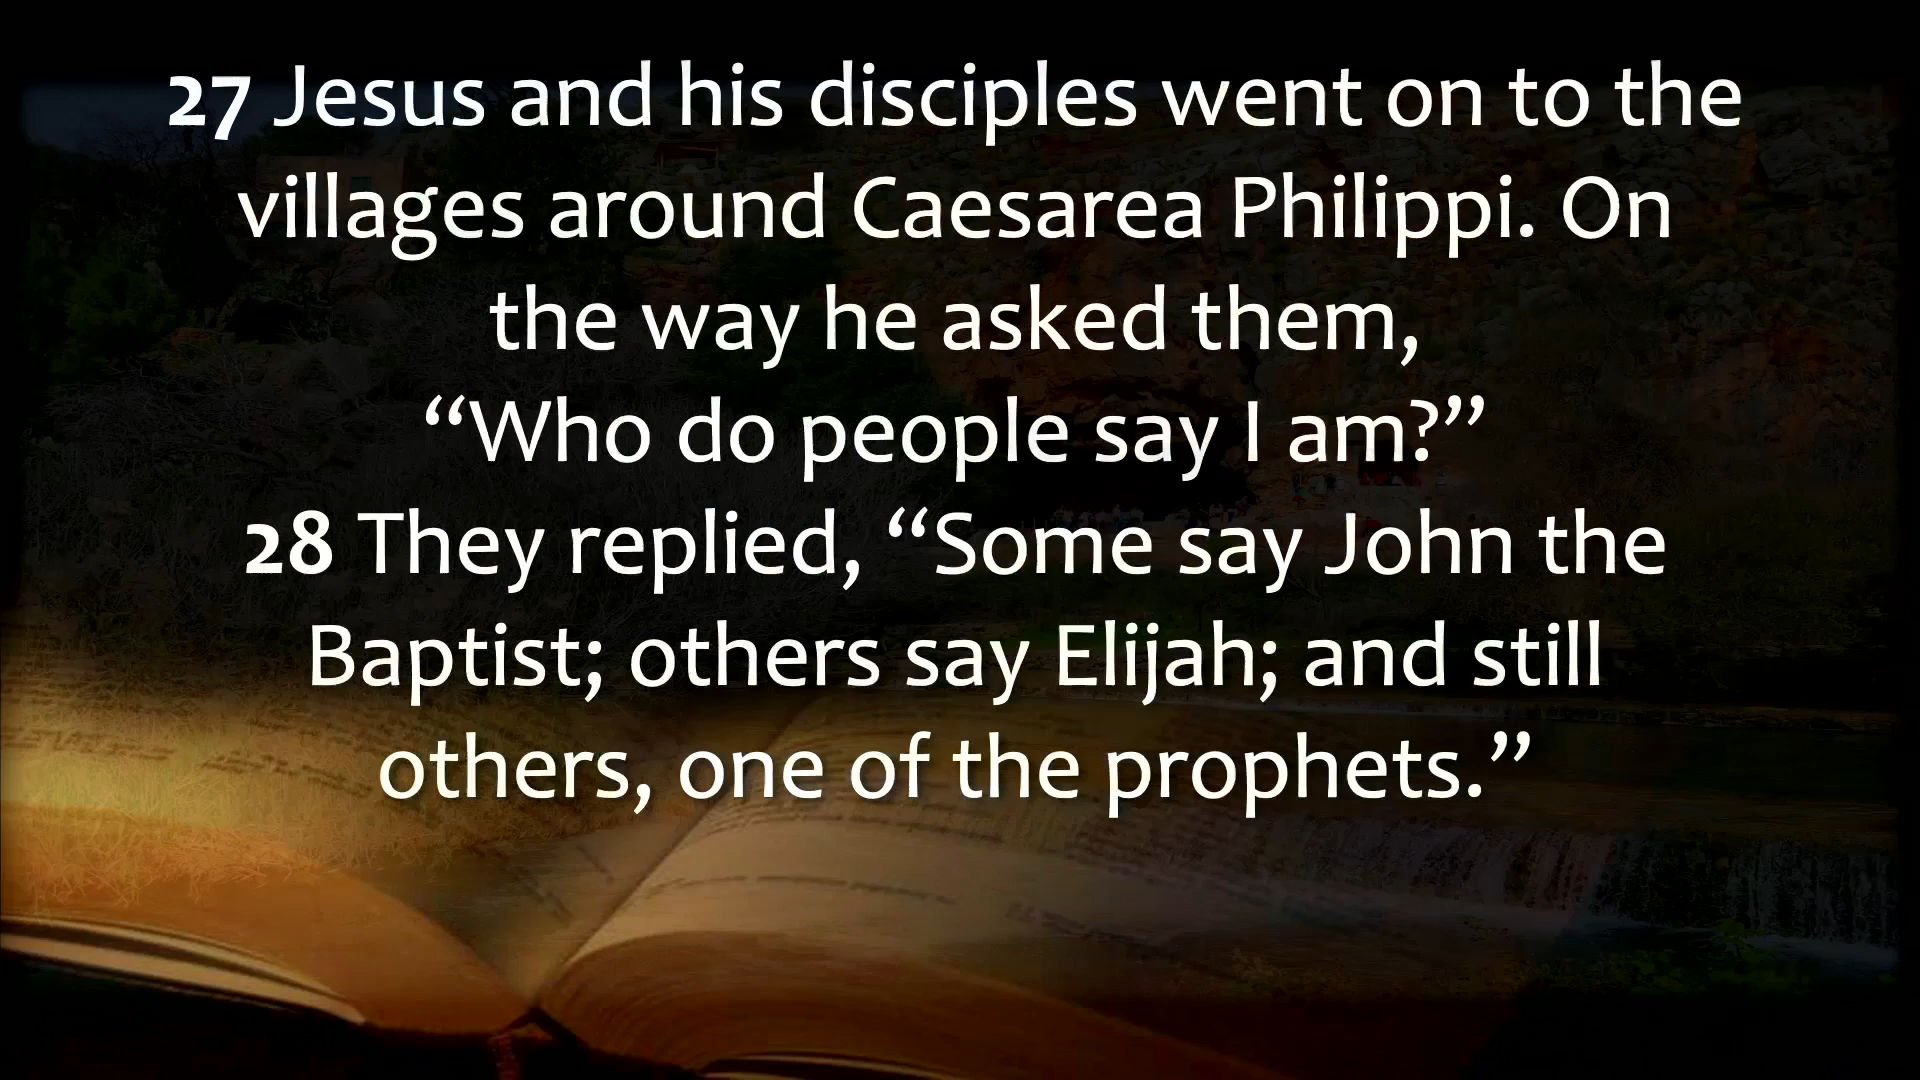 27 Jesus and his disciples went on to the
villages around Caesarea Philippi. On
the way he asked them,
“Who do people say I am?”
28 They replied, “Some say John the
Baptist; others say Elijah; and still
others, one of the prophets.”